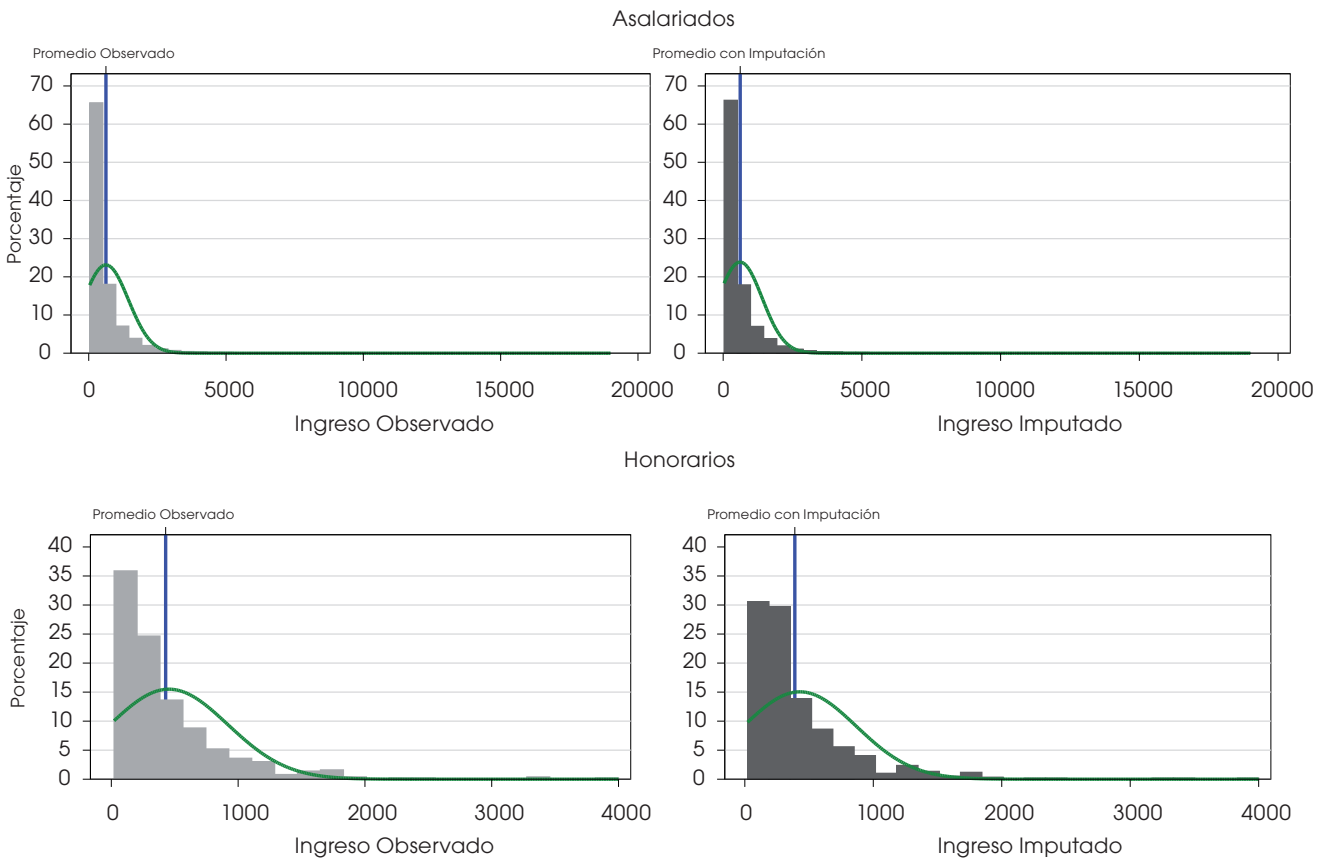 Asalariados
Promedio Observado
Promedio con Imputación
Porcentaje
70
60
50
40
30
20
10
0
0 5000 10000 15000 20000
Ingreso Observado
70
60
50
40
30
20
10
0
0 5000 10000 15000 20000
Ingreso Imputado
Honorarios
Promedio Observado
Promedio con Imputación
Porcentaje
40
35
30
25
20
15
10
5
0
0 1000 2000 3000 4000
Ingreso Observado
40
35
30
25
20
15
10
5
0
0 1000 2000 3000 4000
Ingreso Imputado